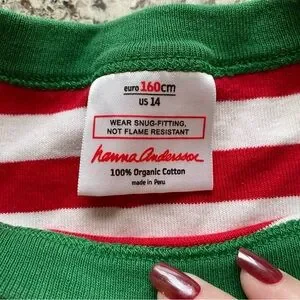 euro 160cm
US 14
WEAR SNUG-FITTING,
NOT FLAME RESISTANT
hanna andersson
100% Organic Cotton
made in Peru